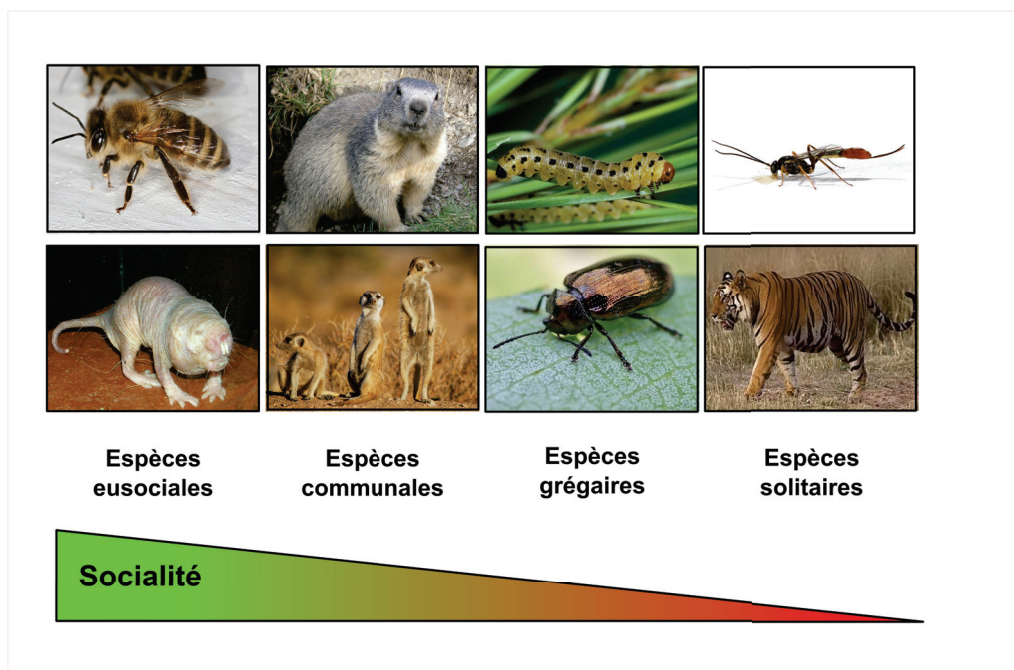 Espèces
eusociales
Espèces
communales
Espèces
grégaires
Espèces
solitaires
Socialité